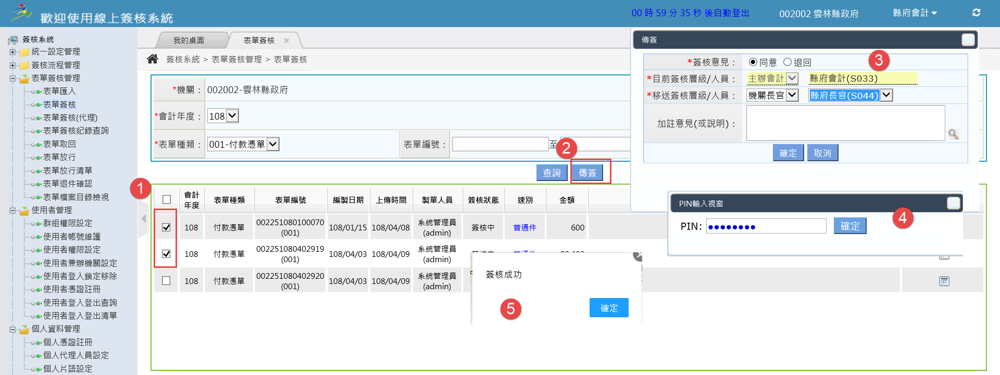 歡迎使用線上簽核系統
00 時 59 分 35 秒 後自動登出
002002 雲林縣政府
縣府會計
簽核系統
統一設定管理
簽核流程管理
表單簽核管理
表單匯入
表單簽核
表單簽核(代理)
表單簽核紀錄查詢
表單取回
表單放行
表單放行清單
表單退件確認
表單檔案目錄檢視
使用者管理
群組權限設定
使用者帳號維護
使用者權限設定
使用者兼辦機關設定
使用者登入鎖定移除
使用者憑證註冊
使用者登入登出查詢
使用者登入登出清單
個人資料管理
個人憑證註冊
個人代理人員設定
個人片語設定
我的桌面
表單簽核
簽核系統 > 表單簽核管理 > 表單簽核
*機關：
002002-雲林縣政府
*會計年度：
108
*表單種類：
001-付款憑單
表單編號：
至
2
查詢
傳簽
1
會計年度 表單種類 表單編號 編製日期 上傳時間 製單人員 簽核狀態 速別 金額
108 付款憑單 002251080100070 (001) 108/01/15 108/04/08 系統管理員 (admin) 簽核中 普通件 600
108 付款憑單 002251080402919 (001) 108/04/03 108/04/09 系統管理員 (admin)
108 付款憑單 002251080402920 (001) 108/04/03 108/04/09 系統管理員 (admin)
傳簽
3
*簽核意見：
同意
退回
*目前簽核層級/人員：
主辦會計
縣府會計(S033)
*移送簽核層級/人員：
機關長官
縣府長官(S044)
加註意見(或說明)：
確定
取消
PIN輸入視窗
PIN:
確定
4
簽核成功
5
確定